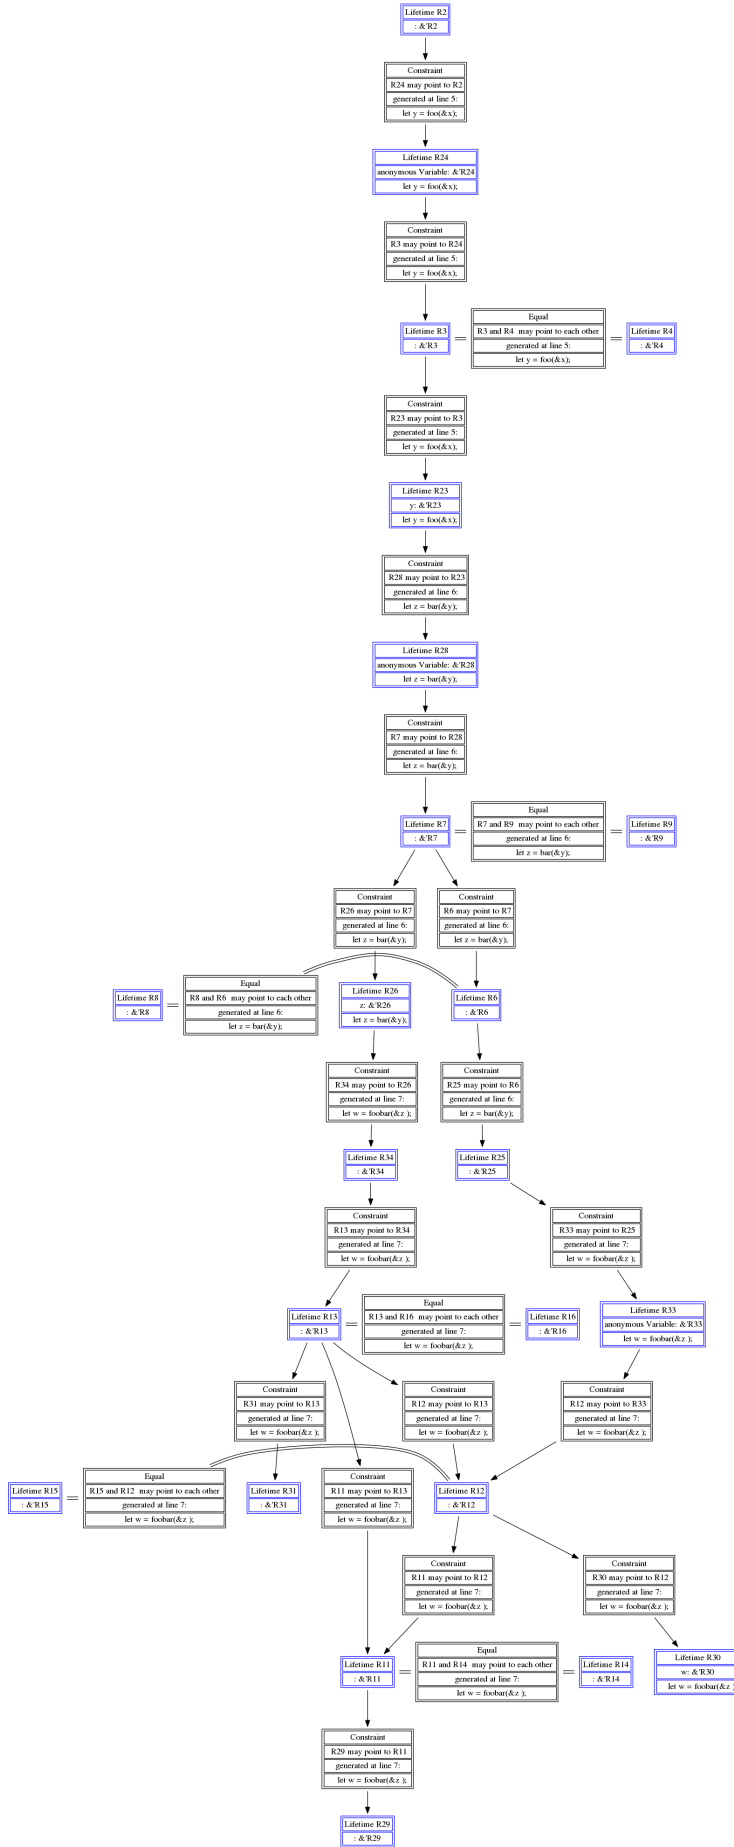 Lifetime R2
: &'R2
Constraint
R24 may point to R2
generated at line 5:
let y = foo(&x);
Lifetime R24
anonymous Variable: &'R24
let y = foo(&x);
Constraint
R3 may point to R24
generated at line 5:
let y = foo(&x);
Lifetime R3
: &'R3
Equal
R3 and R4  may point to each other
generated at line 5:
let y = foo(&x);
Lifetime R4
: &'R4
Constraint
R23 may point to R3
generated at line 5:
let y = foo(&x);
Lifetime R23
y: &'R23
let y = foo(&x);
Constraint
R28 may point to R23
generated at line 6:
let z = bar(&y);
Lifetime R28
anonymous Variable: &'R28
let z = bar(&y);
Constraint
R7 may point to R28
generated at line 6:
let z = bar(&y);
Lifetime R7
: &'R7
Equal
R7 and R9  may point to each other
generated at line 6:
let z = bar(&y);
Lifetime R9
: &'R9
Constraint
R26 may point to R7
generated at line 6:
let z = bar(&y);
Constraint
R6 may point to R7
generated at line 6:
let z = bar(&y);
Lifetime R8
: &'R8
Equal
R8 and R6  may point to each other
generated at line 6:
let z = bar(&y);
Lifetime R26
z: &'R26
let z = bar(&y);
Lifetime R6
: &'R6
Constraint
R34 may point to R26
generated at line 7:
let w = foobar(&z );
Constraint
R25 may point to R6
generated at line 6:
let z = bar(&y);
Lifetime R34
: &'R34
Lifetime R25
: &'R25
Constraint
R13 may point to R34
generated at line 7:
let w = foobar(&z );
Constraint
R33 may point to R25
generated at line 7:
let w = foobar(&z );
Lifetime R13
: &'R13
Equal
R13 and R16  may point to each other
generated at line 7:
let w = foobar(&z );
Lifetime R16
: &'R16
Lifetime R33
anonymous Variable: &'R33
let w = foobar(&z );
Constraint
R31 may point to R13
generated at line 7:
let w = foobar(&z );
Constraint
R12 may point to R13
generated at line 7:
let w = foobar(&z );
Constraint
R12 may point to R33
generated at line 7:
let w = foobar(&z );
Lifetime R15
: &'R15
Equal
R15 and R12  may point to each other
generated at line 7:
let w = foobar(&z );
Lifetime R31
: &'R31
Constraint
R11 may point to R13
generated at line 7:
let w = foobar(&z );
Lifetime R12
: &'R12
Constraint
R11 may point to R12
generated at line 7:
let w = foobar(&z );
Constraint
R30 may point to R12
generated at line 7:
let w = foobar(&z );
Lifetime R11
: &'R11
Equal
R11 and R14  may point to each other
generated at line 7:
let w = foobar(&z );
Lifetime R14
: &'R14
Lifetime R30
w: &'R30
let w = foobar(&z )
Constraint
R29 may point to R11
generated at line 7:
let w = foobar(&z );
Lifetime R29
: &'R29